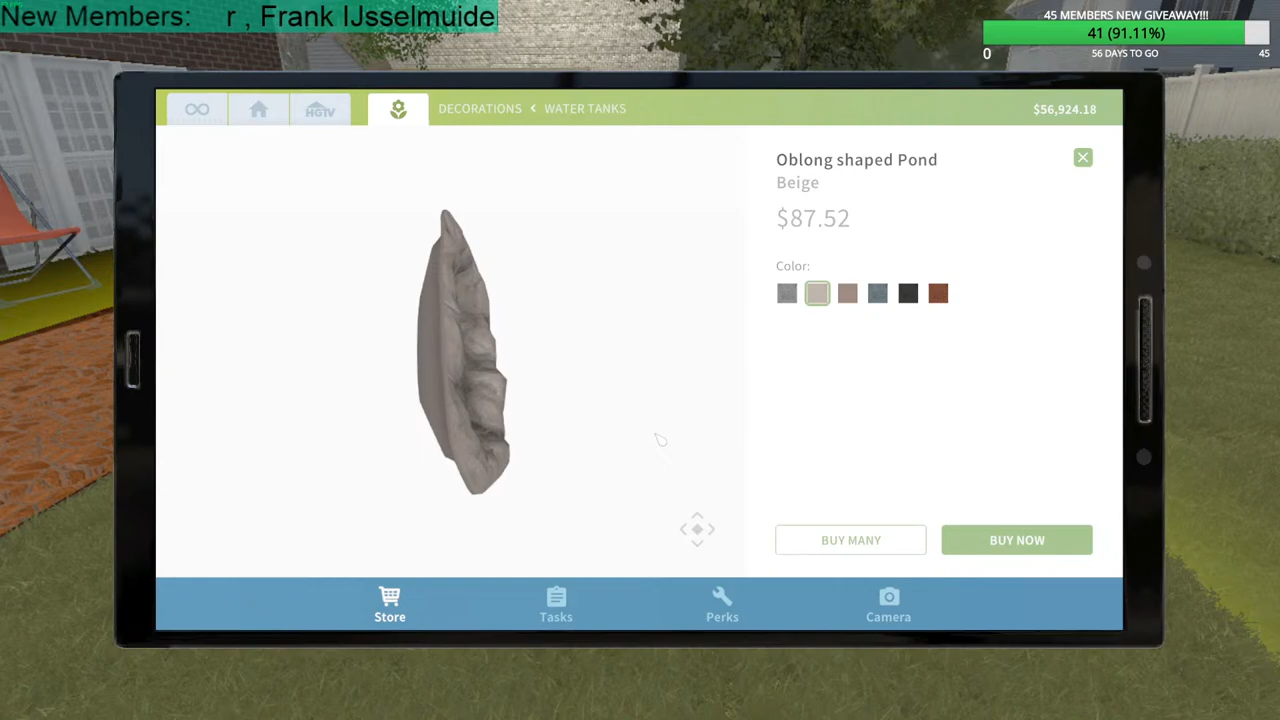 New Members: r , Frank IJsselmuide
45 MEMBERS NEW GIVEAWAY!!!
41 (91.11%)
0
56 DAYS TO GO
45
HGTV
DECORATIONS < WATER TANKS
$56,924.18
Oblong shaped Pond
Beige
$87.52
Color:
BUY MANY
BUY NOW
Store
Tasks
Perks
Camera